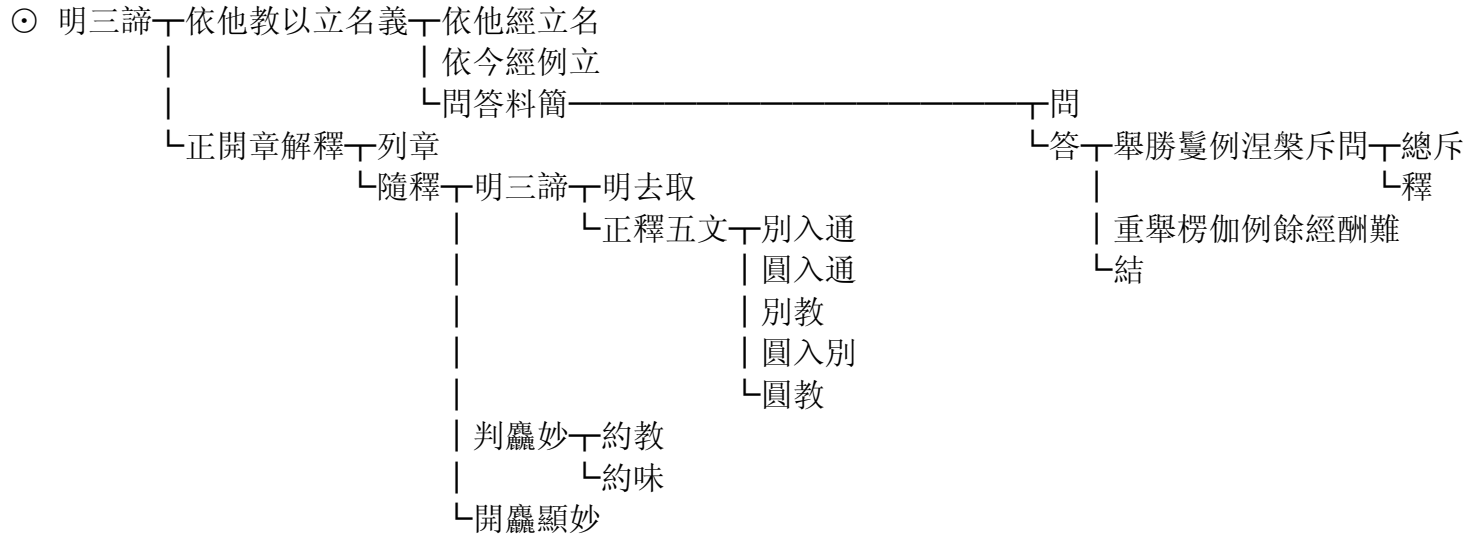 ⊙ 明三諦┬依他教以立名義┬依他經立名
│依今經例立
└問答料簡───────────────┬問
└正開章解釋┬列章 └答┬舉勝鬘例涅槃斥問┬總斥
└隨釋┬明三諦┬明去取 └釋
└正釋五文┬別入通 │重舉楞伽例餘經酬難
│圓入通 └結
│別教
│圓入別
└圓教
│判麤妙┬約教
└約味
└開麤顯妙